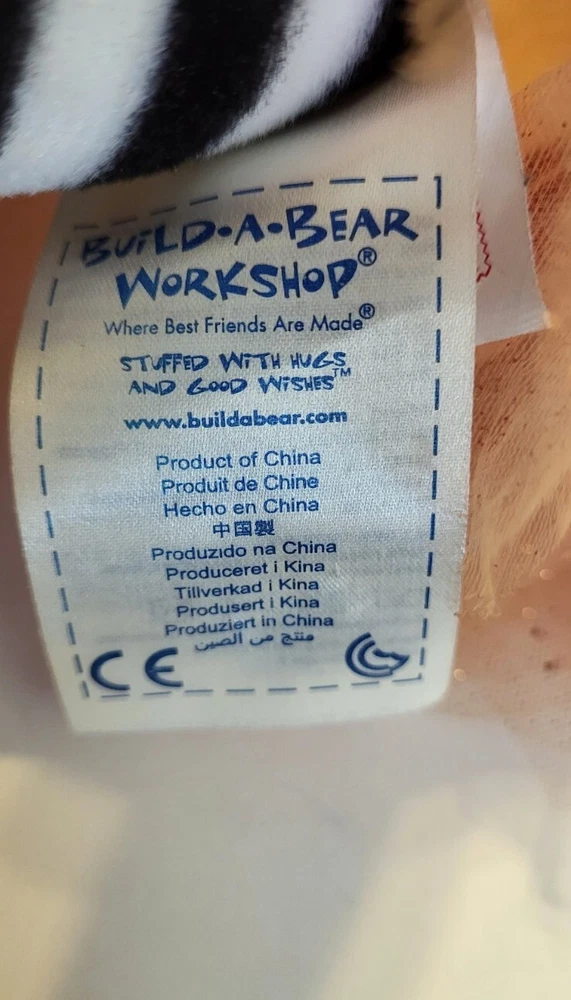 BUiLD•A•BEAR
WORKSHOP®
Where Best Friends Are Made®
STUFFED WiTH HUGS
AND GOOD WiSHES™
www.buildabear.com
Product of China
Produit de Chine
Hecho en China
中国製
Produzido na China
Produceret i Kina
Tillverkad i Kina
Produsert i Kina
Produziert in China
منتج من الصين
CE